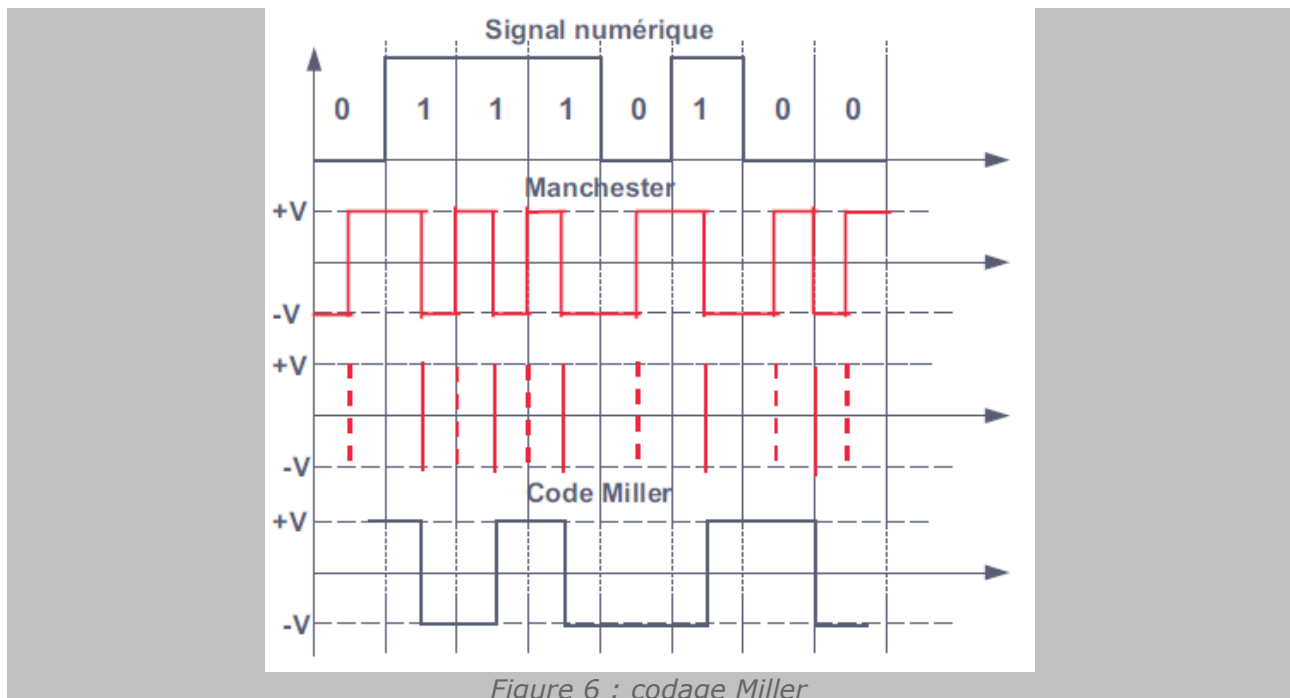 Signal numérique
0 1 1 1 0 1 0 0
Manchester
+V
-V
+V
-V
Code Miller
+V
-V
Figure 6 : codage Miller